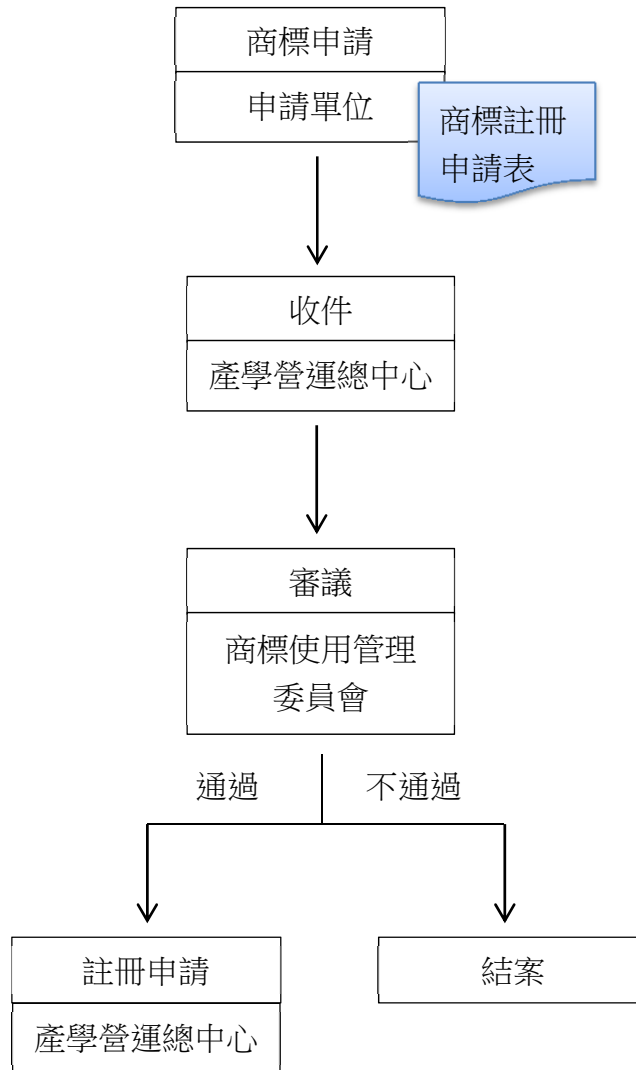 商標申請
申請單位
商標註冊
申請表
收件
產學營運總中心
審議
商標使用管理
委員會
通過
不通過
註冊申請
產學營運總中心
結案